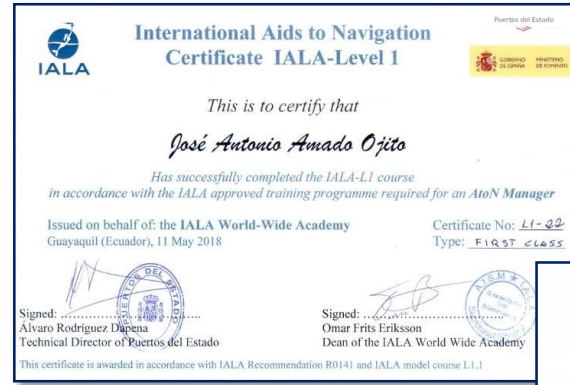 IALA
International Aids to Navigation
Certificate IALA-Level 1
Puertos del Estado
GOBIERNO DE ESPAÑA
MINISTERIO DE FOMENTO
This is to certify that
José Antonio Amado Ojito
Has successfully completed the IALA-L1 course
in accordance with the IALA approved training programme required for an AtoN Manager
Issued on behalf of: the IALA World-Wide Academy
Guayaquil (Ecuador), 11 May 2018
Certificate No: L1-22
Type: FIRST CLASS
Signed:
Álvaro Rodríguez Dapena
Technical Director of Puertos del Estado
PUERTOS DEL ESTADO
Signed:
Omar Frits Eriksson
Dean of the IALA World Wide Academy
This certificate is awarded in accordance with IALA Recommendation R0141 and IALA model course L1.1